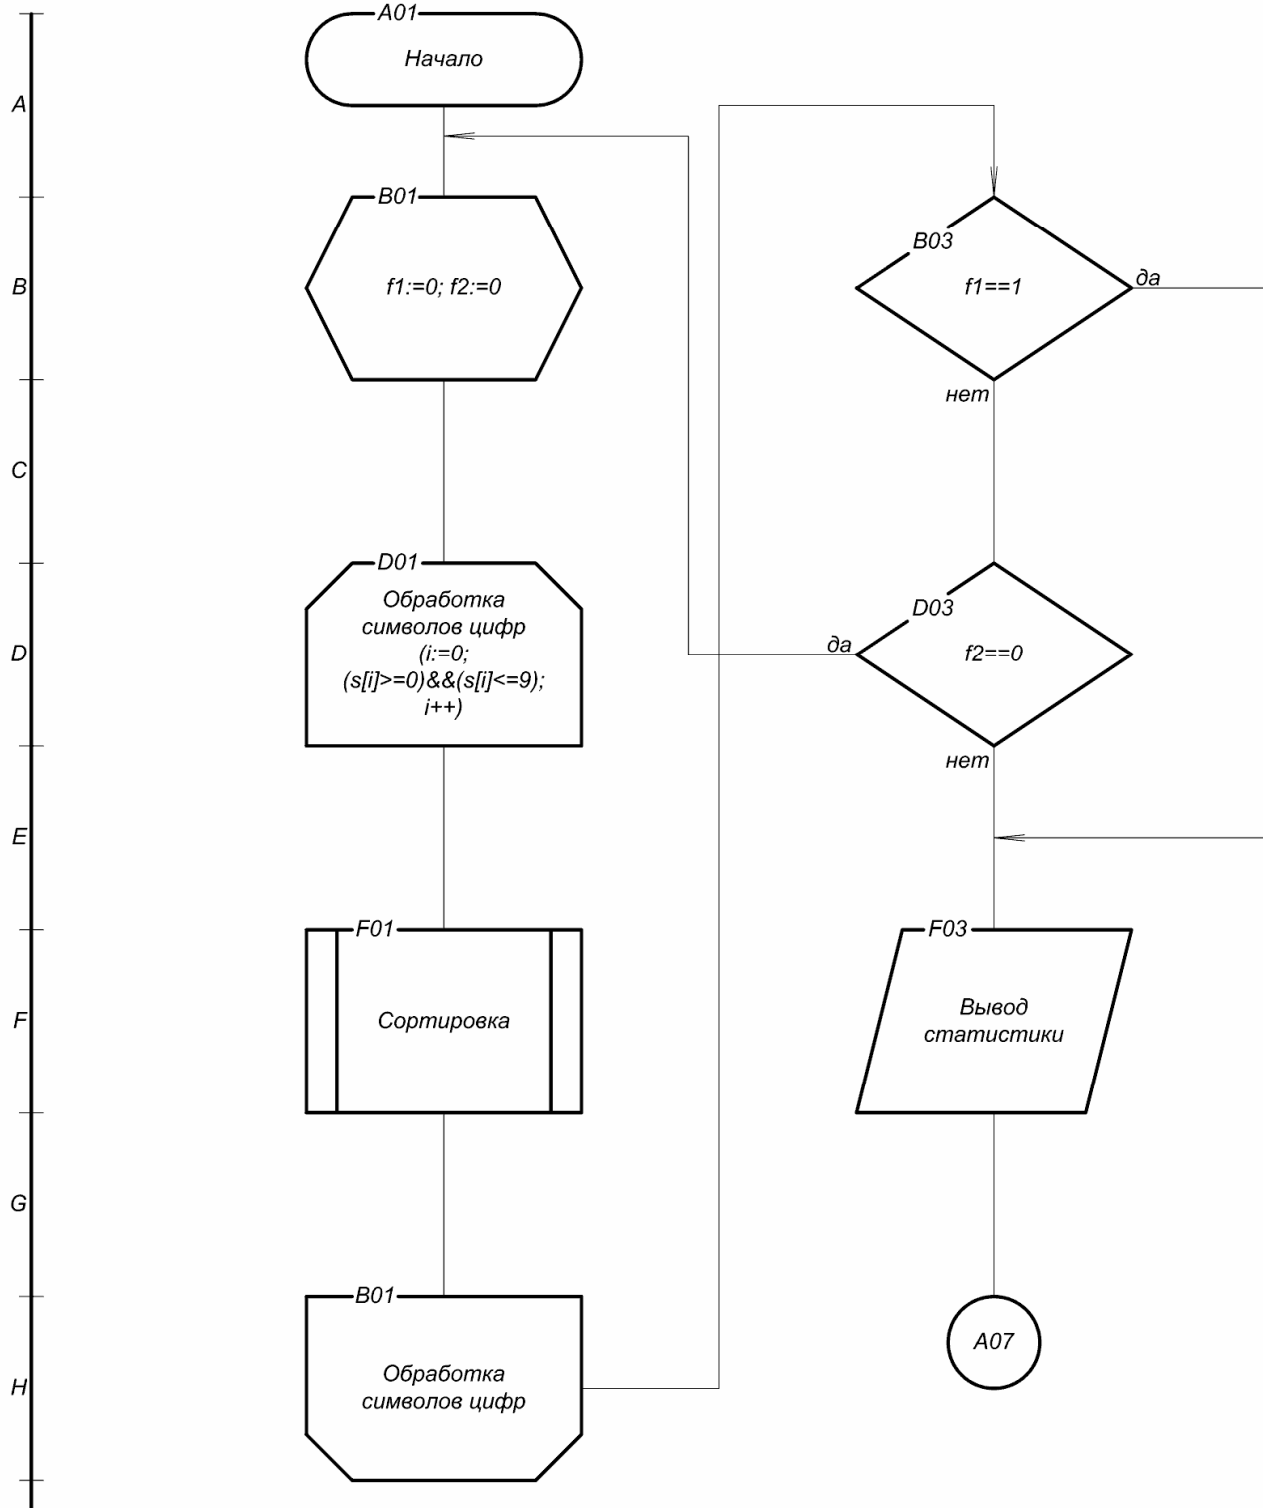 A01
Начало
A
B01
f1:=0; f2:=0
B
B03
f1==1
да
нет
C
D01
Обработка
символов цифр
(i:=0;
(s[i]>=0)&&(s[i]<=9);
i++)
D
D03
f2==0
да
нет
E
F01
Сортировка
F
F03
Вывод
статистики
G
B01
Обработка
символов цифр
H
A07